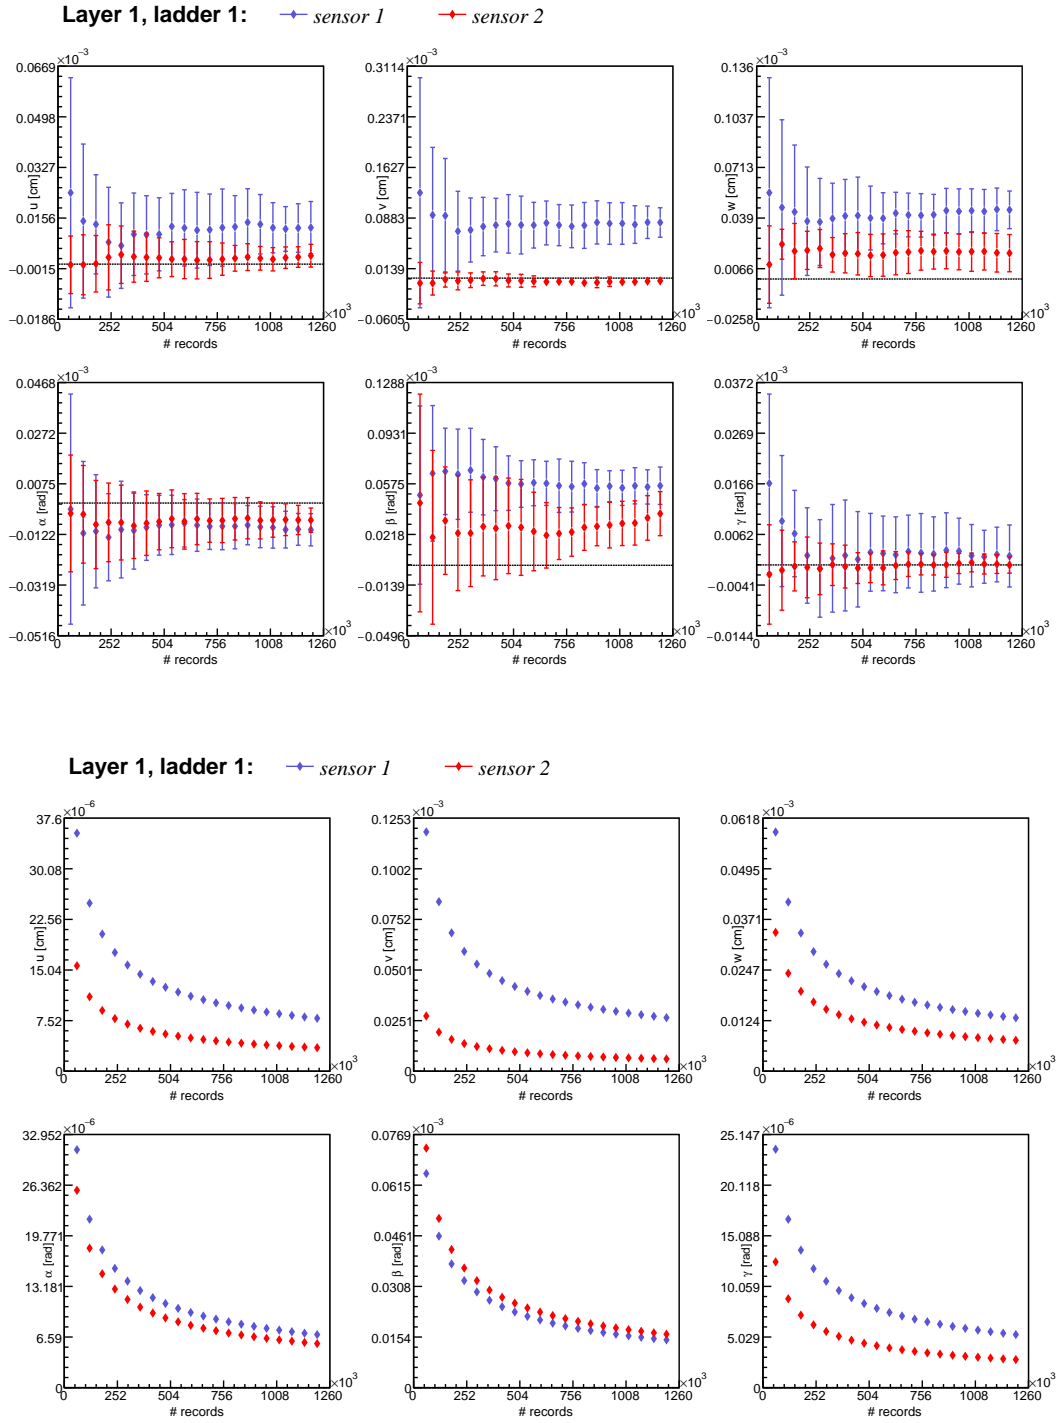 Layer 1, ladder 1: sensor 1 sensor 2
×10⁻³ ×10⁻³ ×10⁻³
0.0669 0.3114 0.136
0.0498 0.2371 0.1037
0.0327 0.1627 0.0713
u [cm] v [cm] w [cm]
0.0156 0.0883 0.039
−0.0015 0.0139 0.0066
−0.0186 −0.0605 −0.0258
×10³ ×10³ ×10³
0 252 504 756 1008 1260 0 252 504 756 1008 1260 0 252 504 756 1008 1260
# records # records # records
×10⁻³ ×10⁻³ ×10⁻³
0.0468 0.1288 0.0372
0.0272 0.0931 0.0269
0.0075 0.0575 0.0166
α [rad] β [rad] γ [rad]
−0.0122 0.0218 0.0062
−0.0319 −0.0139 −0.0041
−0.0516 −0.0496 −0.0144
×10³ ×10³ ×10³
0 252 504 756 1008 1260 0 252 504 756 1008 1260 0 252 504 756 1008 1260
# records # records # records
Layer 1, ladder 1: sensor 1 sensor 2
×10⁻⁶ ×10⁻³ ×10⁻³
37.6 0.1253 0.0618
30.08 0.1002 0.0495
22.56 0.0752 0.0371
u [cm] v [cm] w [cm]
15.04 0.0501 0.0247
7.52 0.0251 0.0124
0 0 0
×10³ ×10³ ×10³
0 252 504 756 1008 1260 0 252 504 756 1008 1260 0 252 504 756 1008 1260
# records # records # records
×10⁻⁶ ×10⁻³ ×10⁻⁶
32.952 0.0769 25.147
26.362 0.0615 20.118
19.771 0.0461 15.088
α [rad] β [rad] γ [rad]
13.181 0.0308 10.059
6.59 0.0154 5.029
0 0 0
×10³ ×10³ ×10³
0 252 504 756 1008 1260 0 252 504 756 1008 1260 0 252 504 756 1008 1260
# records # records # records